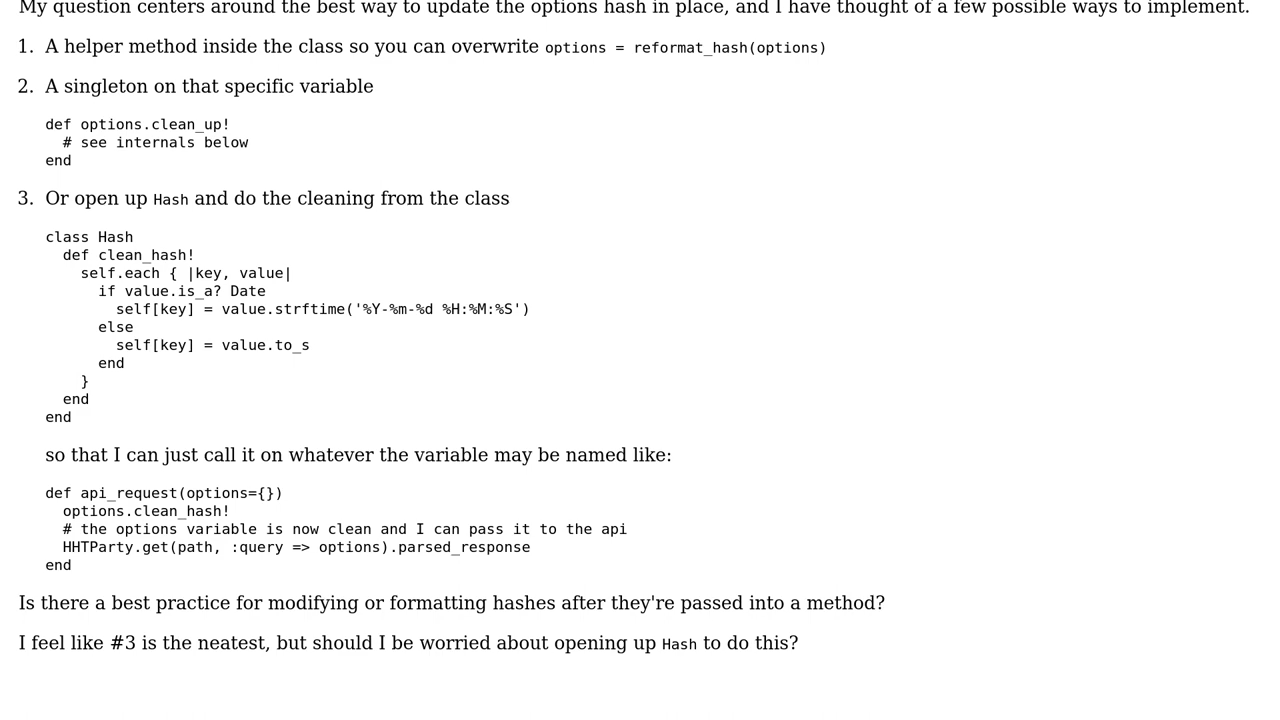 My question centers around the best way to update the options hash in place, and I have thought of a few possible ways to implement.
1. A helper method inside the class so you can overwrite options = reformat_hash(options)
2. A singleton on that specific variable
def options.clean_up!
  # see internals below
end
3. Or open up Hash and do the cleaning from the class
class Hash
  def clean_hash!
    self.each { |key, value|
      if value.is_a? Date
        self[key] = value.strftime('%Y-%m-%d %H:%M:%S')
      else
        self[key] = value.to_s
      end
    }
  end
end
so that I can just call it on whatever the variable may be named like:
def api_request(options={})
  options.clean_hash!
  # the options variable is now clean and I can pass it to the api
  HHTParty.get(path, :query => options).parsed_response
end
Is there a best practice for modifying or formatting hashes after they're passed into a method?
I feel like #3 is the neatest, but should I be worried about opening up Hash to do this?